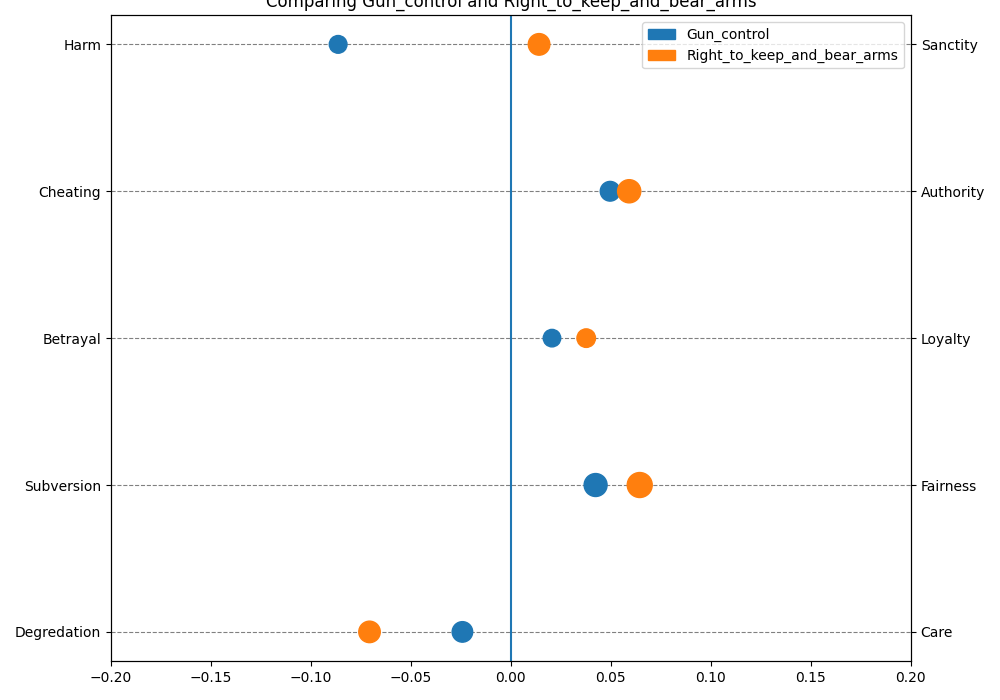 Comparing Gun_control and Right_to_keep_and_bear_arms
Gun_control
Right_to_keep_and_bear_arms
Harm
Sanctity
Cheating
Authority
Betrayal
Loyalty
Subversion
Fairness
Degredation
Care
−0.20 −0.15 −0.10 −0.05 0.00 0.05 0.10 0.15 0.20